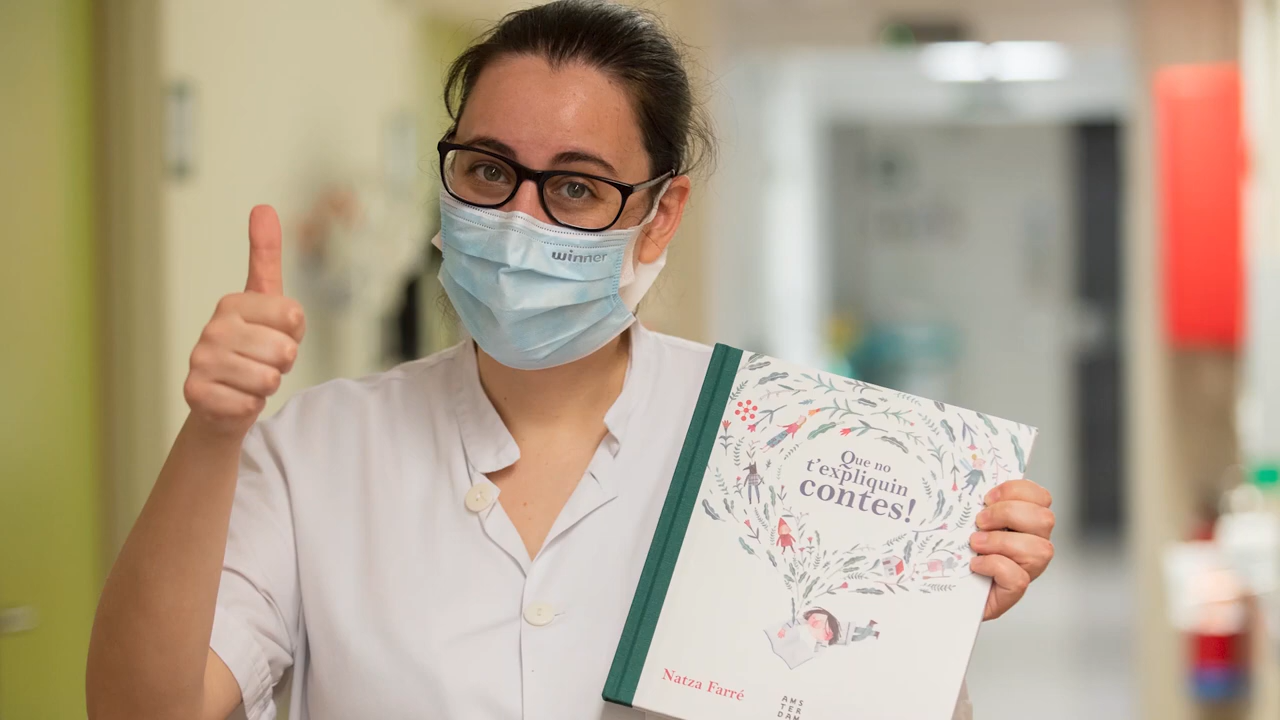 winner
Que no
t'expliquin
contes!
Natza Farré
AMS
TER
DAM